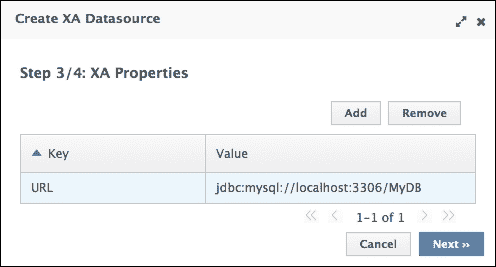 Create XA Datasource
Step 3/4: XA Properties
Add Remove
Key Value
URL jdbc:mysql://localhost:3306/MyDB
« ‹ 1-1 of 1 › »
Cancel Next »